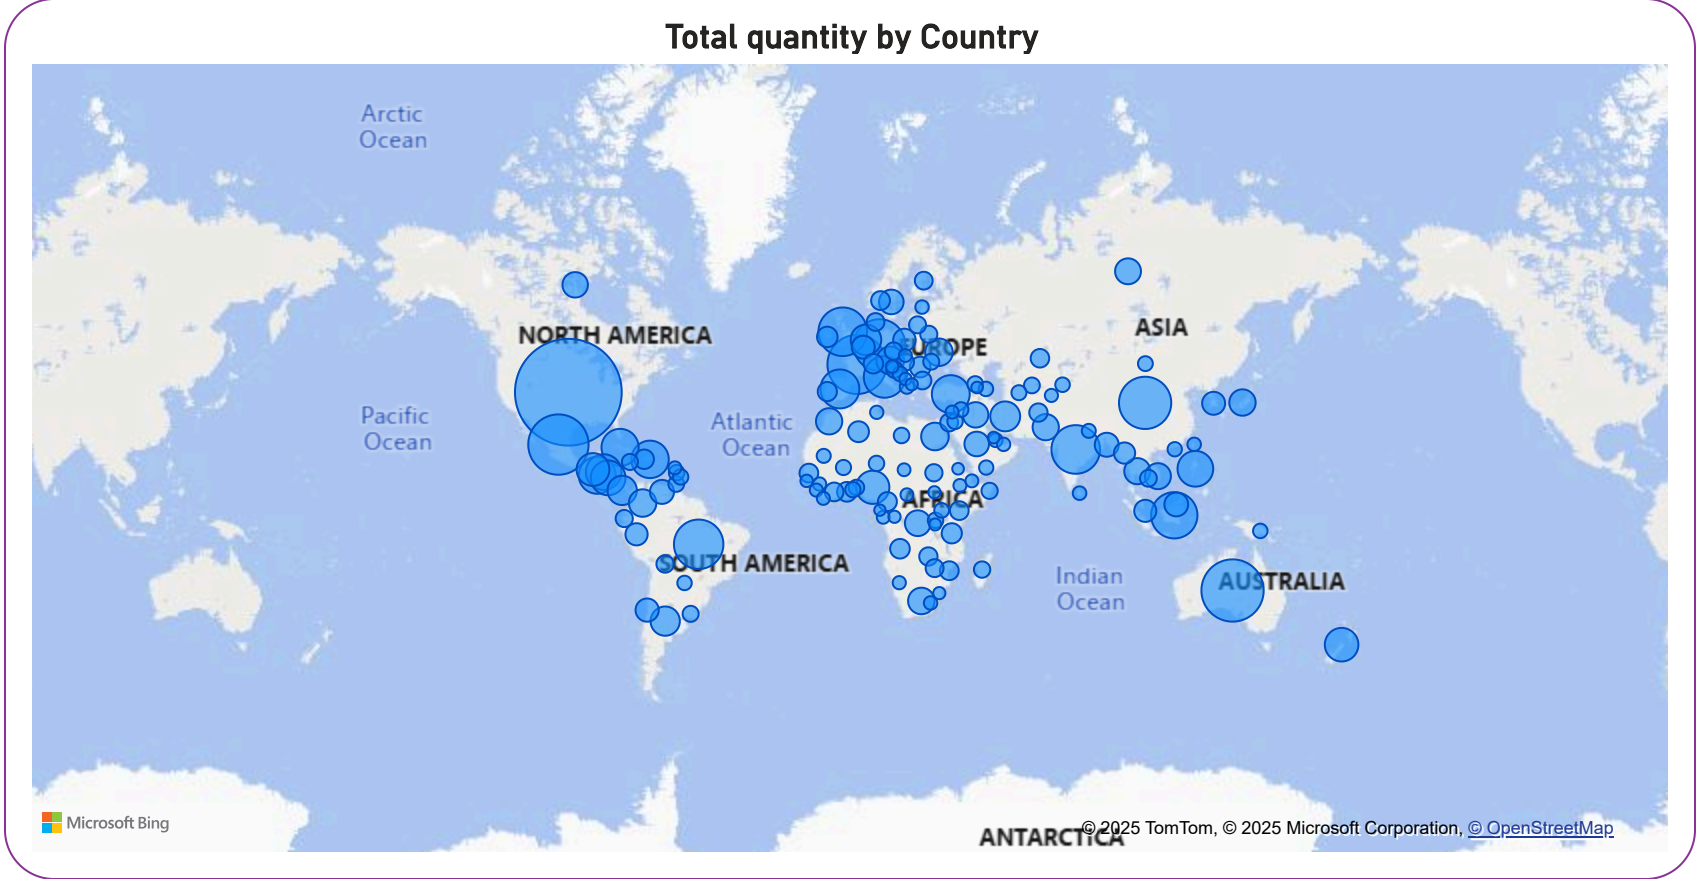 Total quantity by Country
Arctic
Ocean
NORTH AMERICA
EUROPE
ASIA
Pacific
Ocean
Atlantic
Ocean
AFRICA
SOUTH AMERICA
Indian
Ocean
AUSTRALIA
Microsoft Bing
© 2025 TomTom, © 2025 Microsoft Corporation, © OpenStreetMap
ANTARCTICA